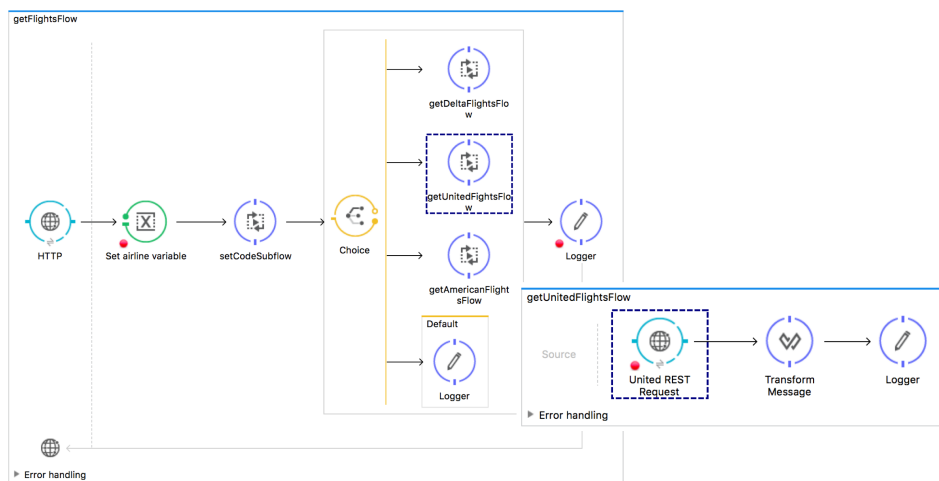 getFlightsFlow
getDeltaFlightsFlo
w
getUnitedFightsFlo
w
HTTP
Set airline variable
setCodeSubflow
Choice
Logger
getAmericanFlight
sFlow
Default
Logger
Error handling
getUnitedFlightsFlow
Source
United REST
Request
Transform
Message
Logger
Error handling